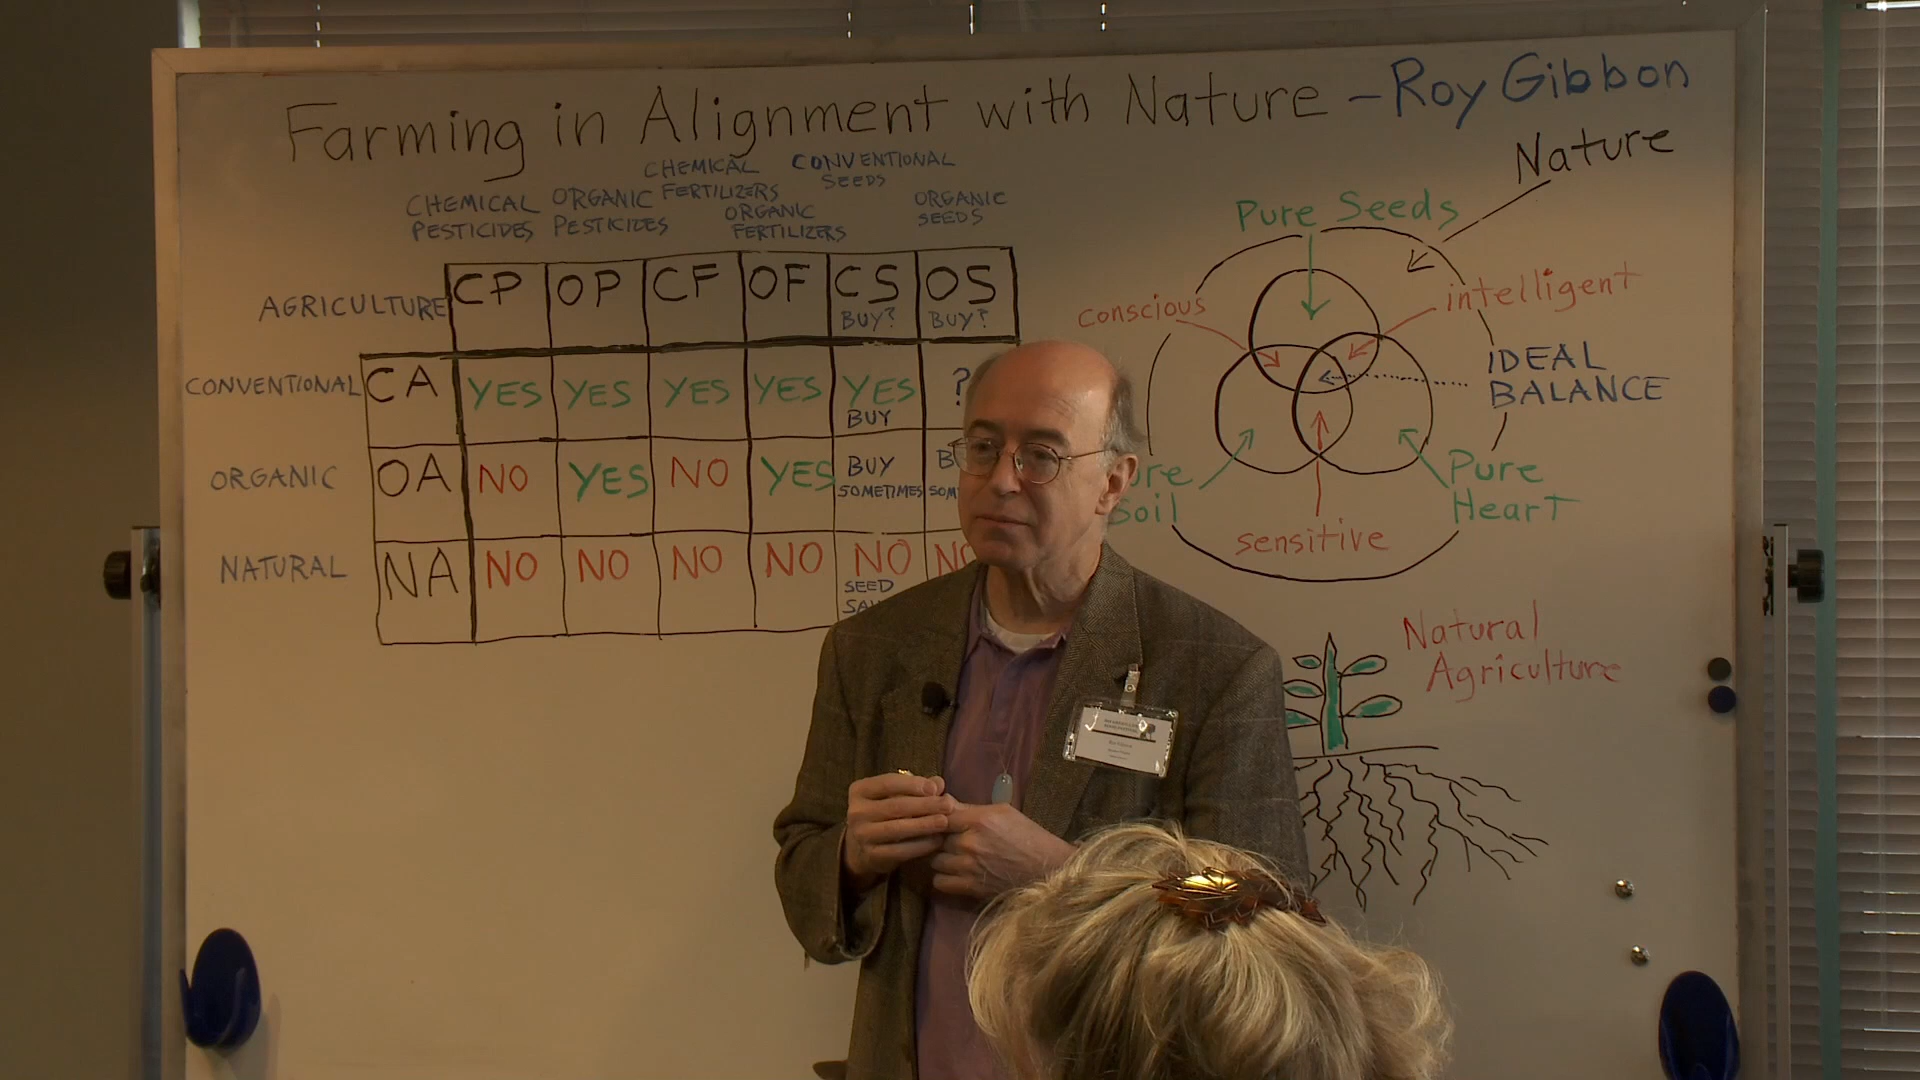 Farming in Alignment with Nature - Roy Gibbon
CHEMICAL
PESTICIDES
ORGANIC
PESTICIZES
CHEMICAL
FERTILIZERS
ORGANIC
FERTILIZERS
CONVENTIONAL
SEEDS
ORGANIC
SEEDS
AGRICULTURE CP OP CF OF CS OS
BUY? BUY?
CONVENTIONAL CA YES YES YES YES YES ?
BUY
ORGANIC OA NO YES NO YES BUY
SOMETIMES
NATURAL NA NO NO NO NO NO NO
SEED
Nature
Pure Seeds
conscious
intelligent
IDEAL
BALANCE
Pure
Heart
Soil
sensitive
Natural
Agriculture